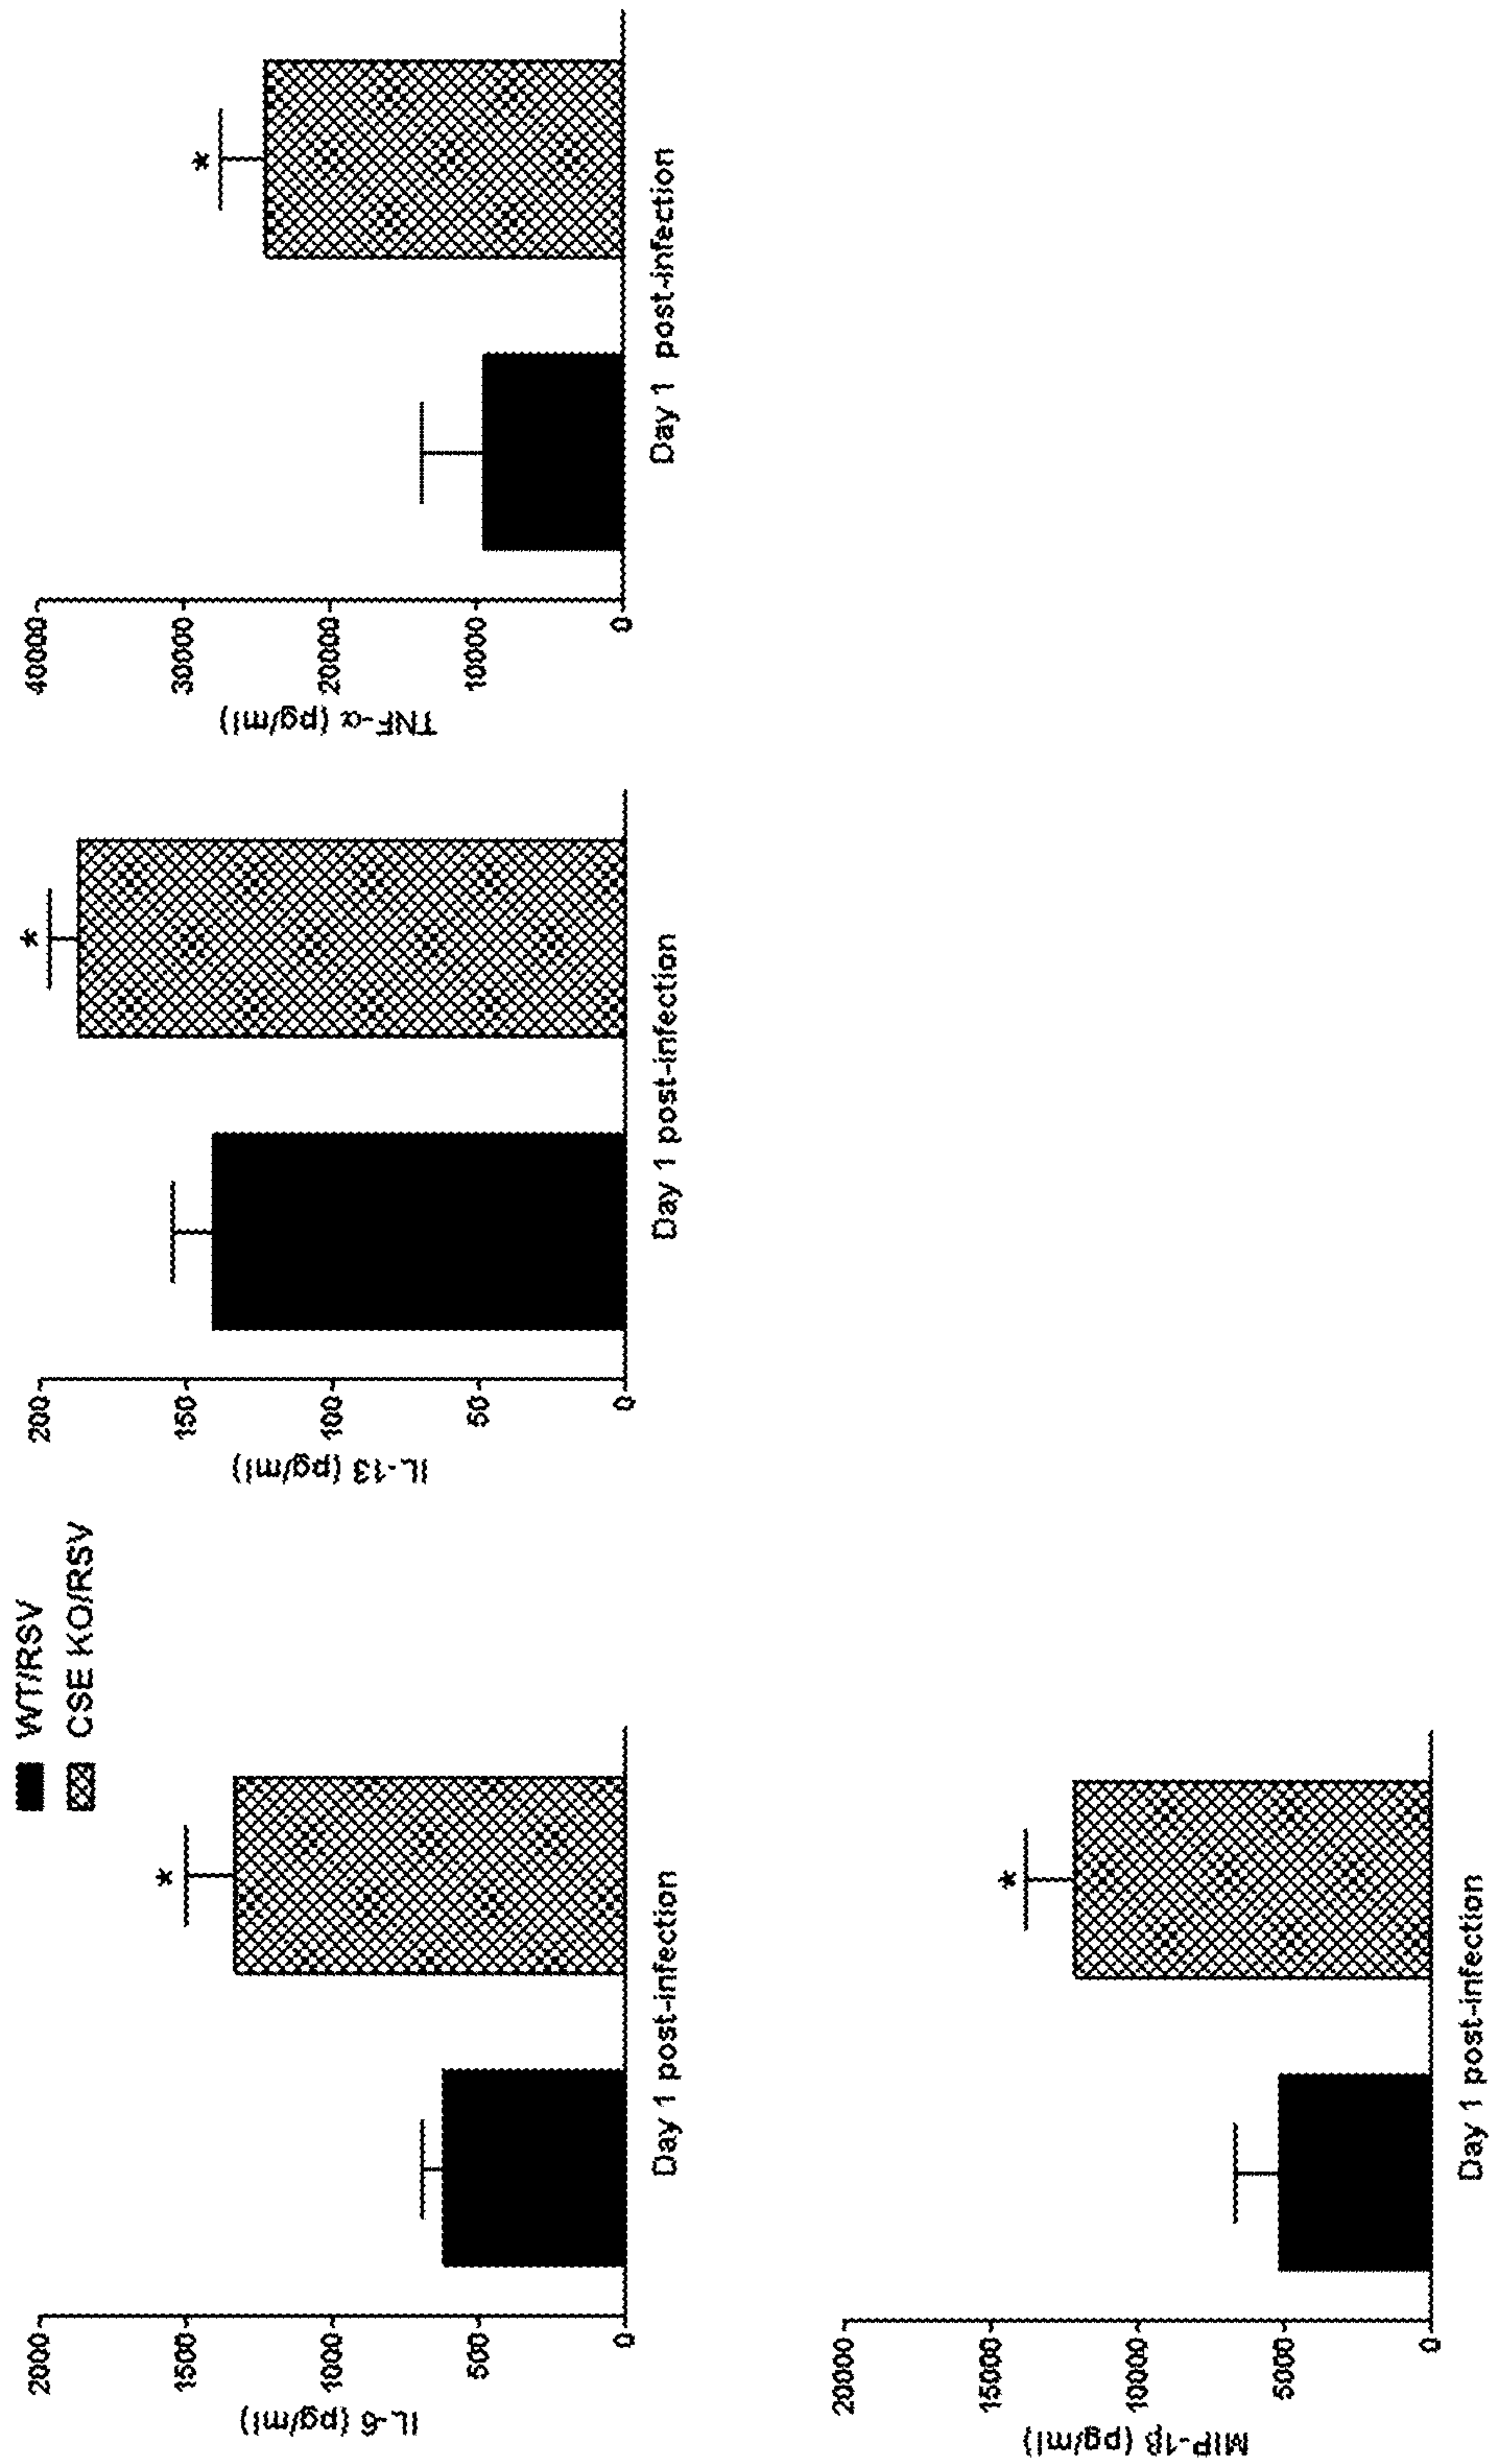 WT/RSV
CSE KO/RSV
IL-6 (pg/ml)
2000
1500
1000
500
0
Day 1 post-infection
*
IL-13 (pg/ml)
200
150
100
50
0
Day 1 post-infection
*
TNF-α (pg/ml)
40000
30000
20000
10000
0
Day 1 post-infection
*
MIP-1β (pg/ml)
20000
15000
10000
5000
0
Day 1 post-infection
*